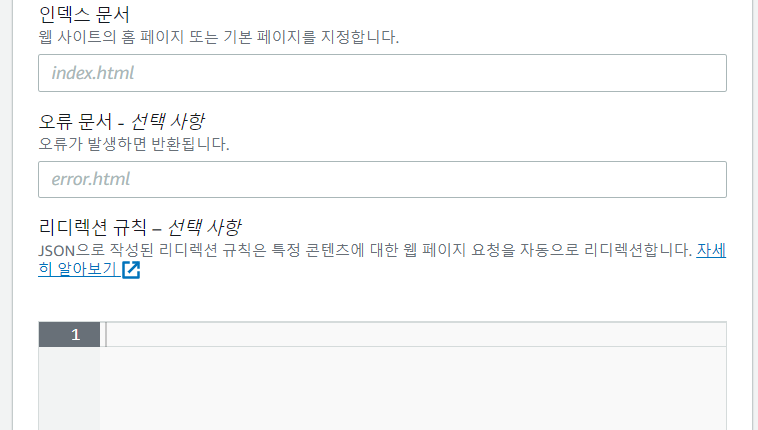 인덱스 문서
웹 사이트의 홈 페이지 또는 기본 페이지를 지정합니다.
index.html
오류 문서 - 선택 사항
오류가 발생하면 반환됩니다.
error.html
리디렉션 규칙 – 선택 사항
JSON으로 작성된 리디렉션 규칙은 특정 콘텐츠에 대한 웹 페이지 요청을 자동으로 리디렉션합니다. 자세
히 알아보기
1